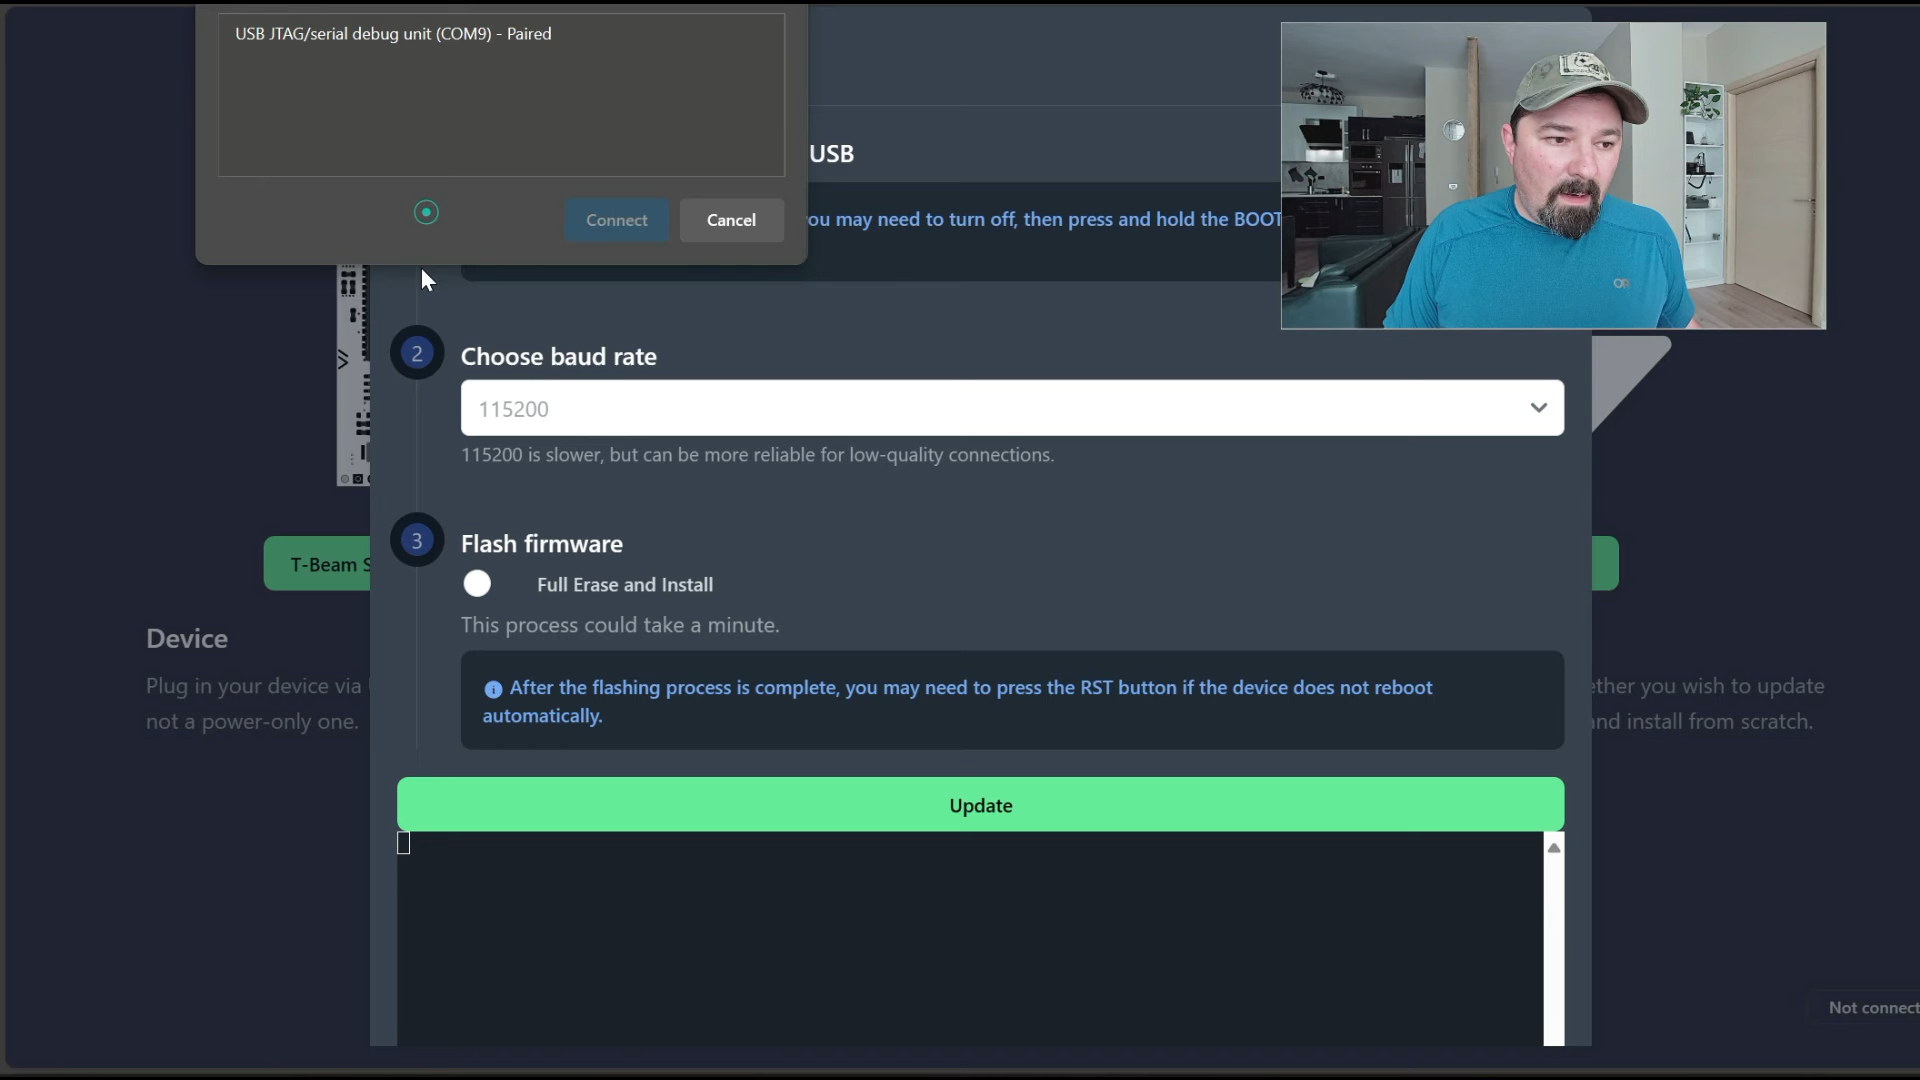 USB JTAG/serial debug unit (COM9) - Paired
Connect
Cancel
USB
you may need to turn off, then press and hold the BOOT
2
Choose baud rate
115200
115200 is slower, but can be more reliable for low-quality connections.
3
Flash firmware
T-Beam S
Full Erase and Install
This process could take a minute.
Device
Plug in your device via
not a power-only one.
ether you wish to update
and install from scratch.
After the flashing process is complete, you may need to press the RST button if the device does not reboot
automatically.
Update
Not connect